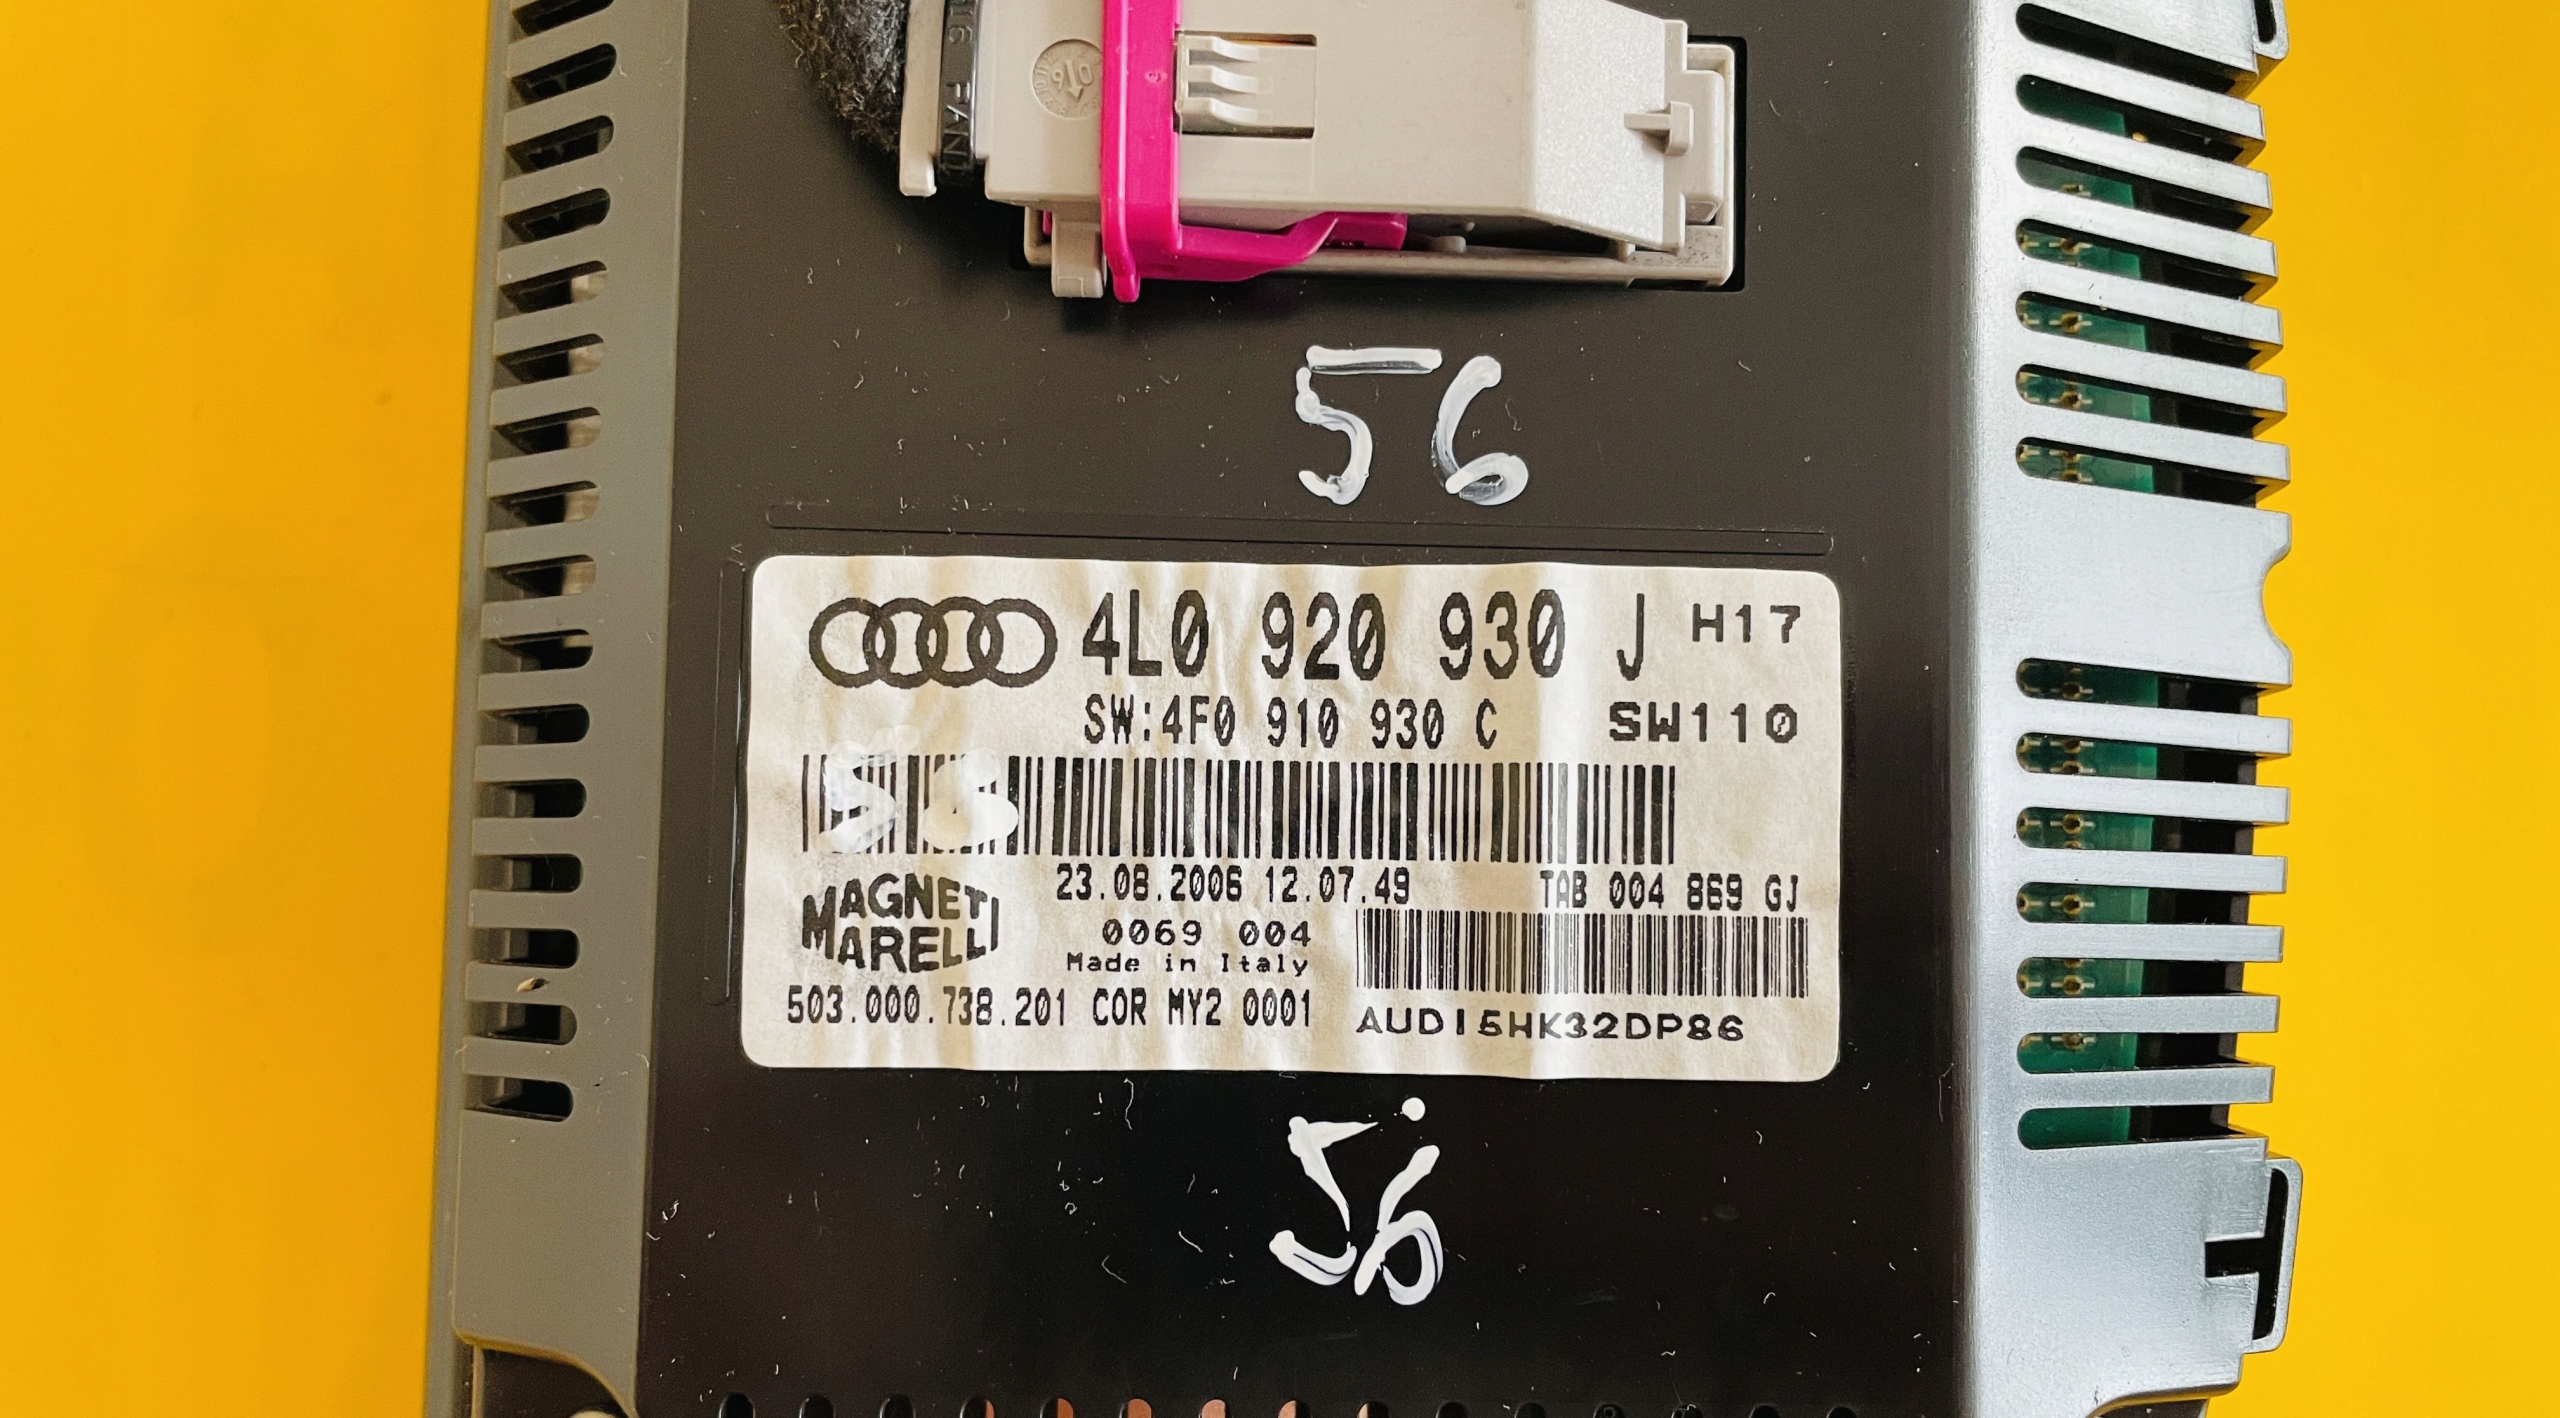 56
4L0 920 930 J H17
SW:4F0 910 930 C SW110
56
23.08.2006 12.07.49 TAB 004 869 GJ
MAGNETI
MARELLI
0069 004
Made in Italy
503.000.738.201 COR MY2 0001
AUDI5HK32DP86
56